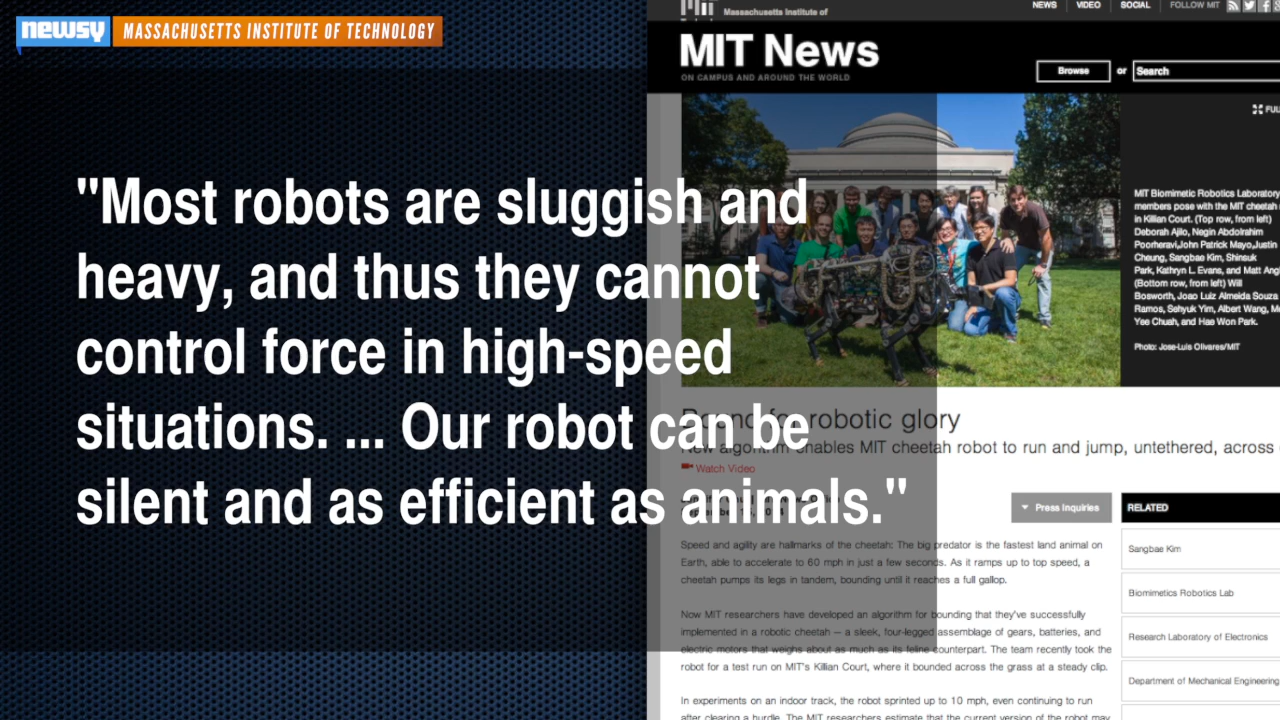 newsy
MASSACHUSETTS INSTITUTE OF TECHNOLOGY
"Most robots are sluggish and
heavy, and thus they cannot
control force in high-speed
situations. ... Our robot can be
silent and as efficient as animals."
Massachusetts Institute of
NEWS VIDEO SOCIAL FOLLOW MIT
MIT News
ON CAMPUS AND AROUND THE WORLD
Browse or Search
MIT Biomimetic Robotics Laboratory
members pose with the MIT cheetah
in Killian Court. (Top row, from left)
Deborah Ajilo, Negin Abdolrahim
Poorheravi,John Patrick Mayo,Justin
Cheung, Sangbae Kim, Shinsuk
Park, Kathryn L. Evans, and Matt
(Bottom row, from left) Will
Bosworth, Joao Luiz Almeida Souza
Ramos, Sehyuk Yim, Albert Wang,
Yee Chuah, and Hae Won Park.
Photo: Jose-Luis Olivares/MIT
robotic glory
New algorithm enables MIT cheetah robot to run and jump, untethered, across
Watch Video
Press Inquiries
RELATED
Speed and agility are hallmarks of the cheetah: The big predator is the fastest land animal on
Earth, able to accelerate to 60 mph in just a few seconds. As it ramps up to top speed, a
cheetah pumps its legs in tandem, bounding until it reaches a full gallop.
Now MIT researchers have developed an algorithm for bounding that they've successfully
implemented in a robotic cheetah — a sleek, four-legged assemblage of gears, batteries, and
electric motors that weighs about as much as its feline counterpart. The team recently took the
robot for a test run on MIT's Killian Court, where it bounded across the grass at a steady clip.
In experiments on an indoor track, the robot sprinted up to 10 mph, even continuing to run
after clearing a hurdle. The MIT researchers estimate that the current version of the robot may
Sangbae Kim
Biomimetics Robotics Lab
Research Laboratory of Electronics
Department of Mechanical Engineering